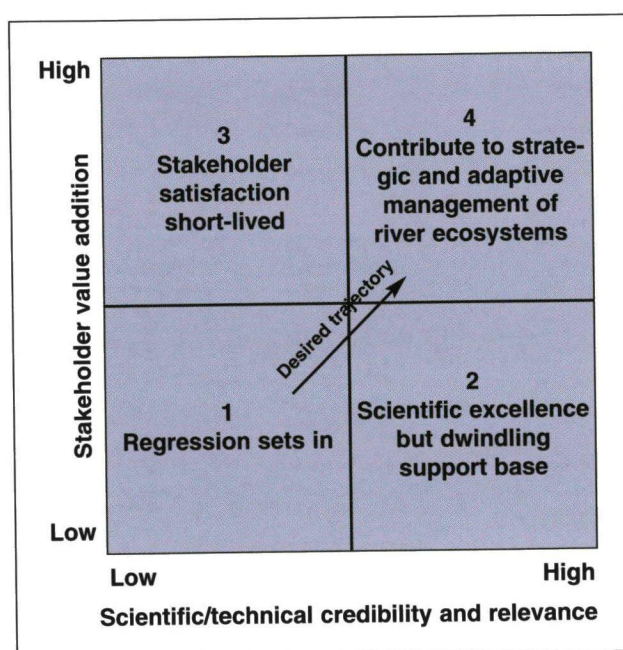 High
3
Stakeholder
satisfaction
short-lived
4
Contribute to strate-
gic and adaptive
management of
river ecosystems
Stakeholder value addition
Desired trajectory
1
Regression sets in
2
Scientific excellence
but dwindling
support base
Low
Low
High
Scientific/technical credibility and relevance